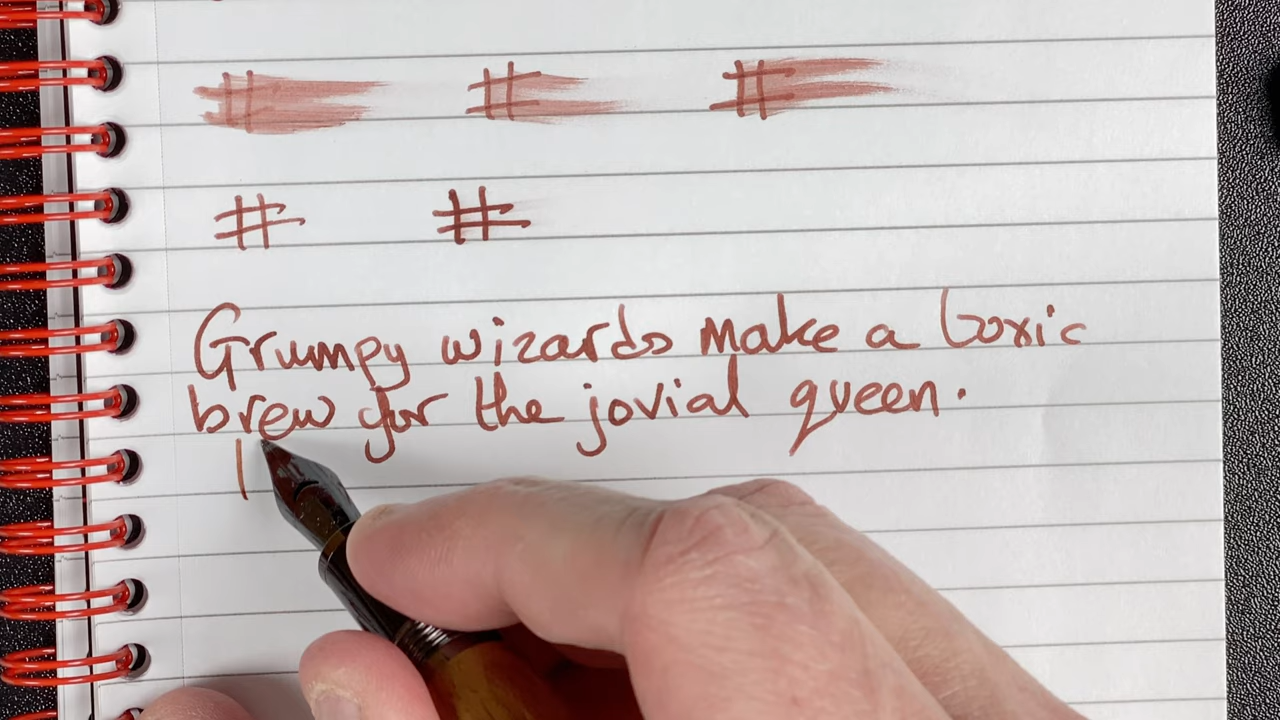 # # #
# #
Grumpy wizards make a toxic
brew for the jovial queen.